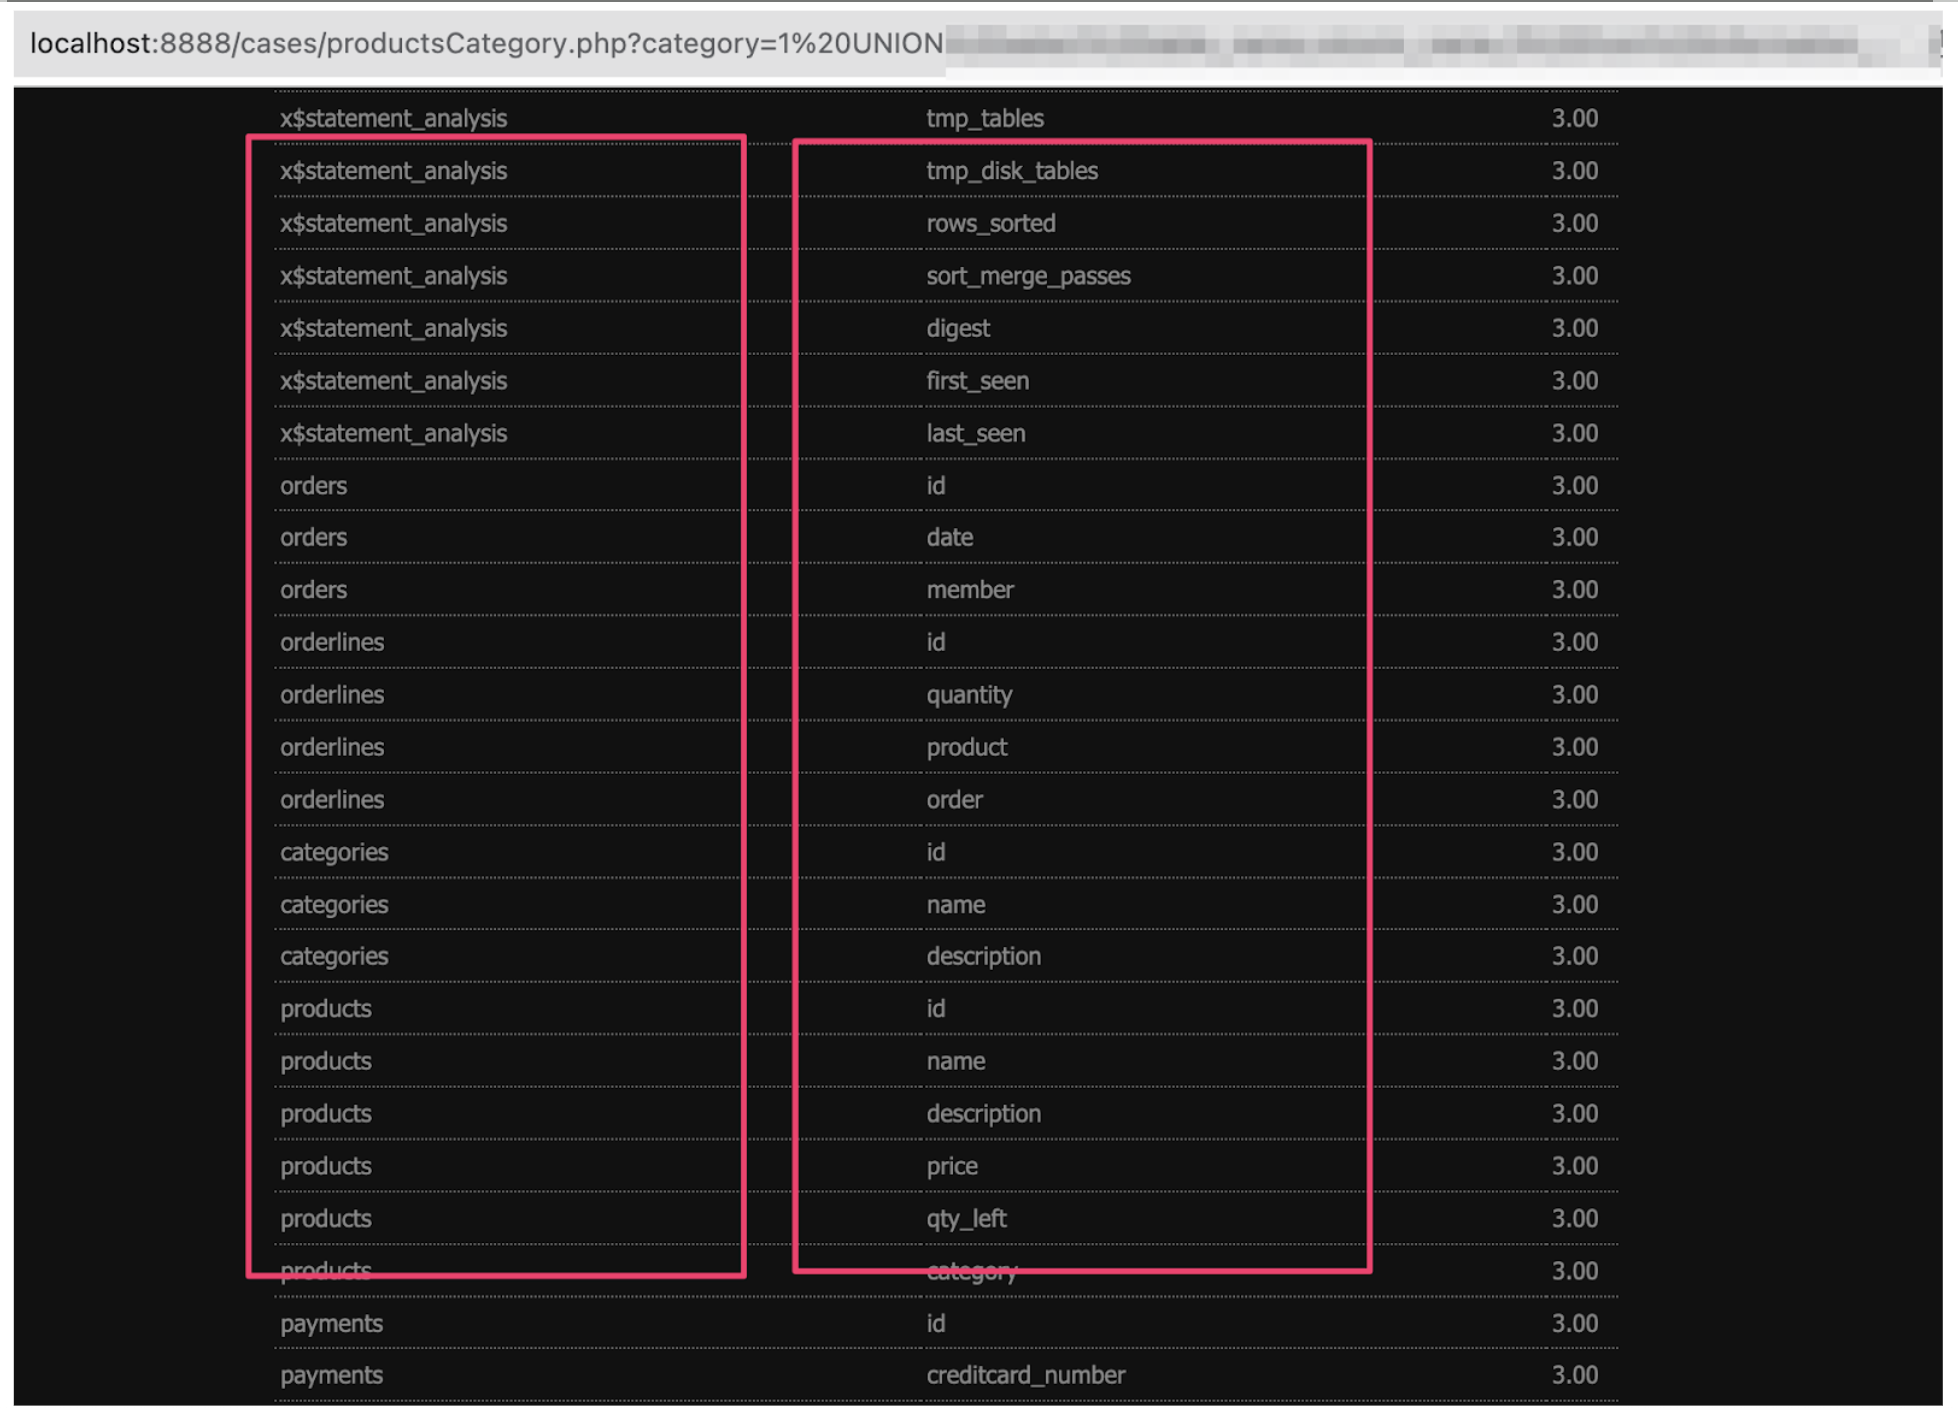 localhost:8888/cases/productsCategory.php?category=1%20UNION
x$statement_analysis tmp_tables 3.00
x$statement_analysis tmp_disk_tables 3.00
x$statement_analysis rows_sorted 3.00
x$statement_analysis sort_merge_passes 3.00
x$statement_analysis digest 3.00
x$statement_analysis first_seen 3.00
x$statement_analysis last_seen 3.00
orders id 3.00
orders date 3.00
orders member 3.00
orderlines id 3.00
orderlines quantity 3.00
orderlines product 3.00
orderlines order 3.00
categories id 3.00
categories name 3.00
categories description 3.00
products id 3.00
products name 3.00
products description 3.00
products price 3.00
products qty_left 3.00
products category 3.00
payments id 3.00
payments creditcard_number 3.00